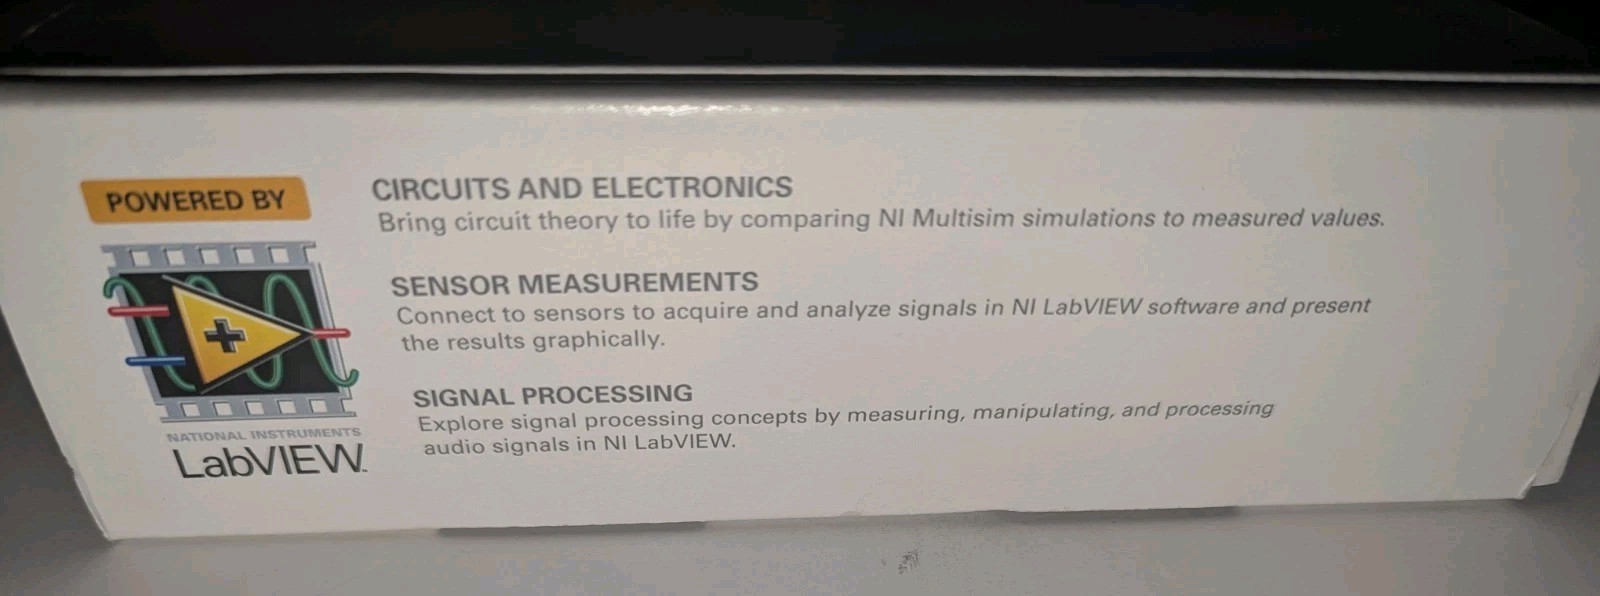 POWERED BY
NATIONAL INSTRUMENTS
LabVIEW™
CIRCUITS AND ELECTRONICS
Bring circuit theory to life by comparing NI Multisim simulations to measured values.
SENSOR MEASUREMENTS
Connect to sensors to acquire and analyze signals in NI LabVIEW software and present
the results graphically.
SIGNAL PROCESSING
Explore signal processing concepts by measuring, manipulating, and processing
audio signals in NI LabVIEW.